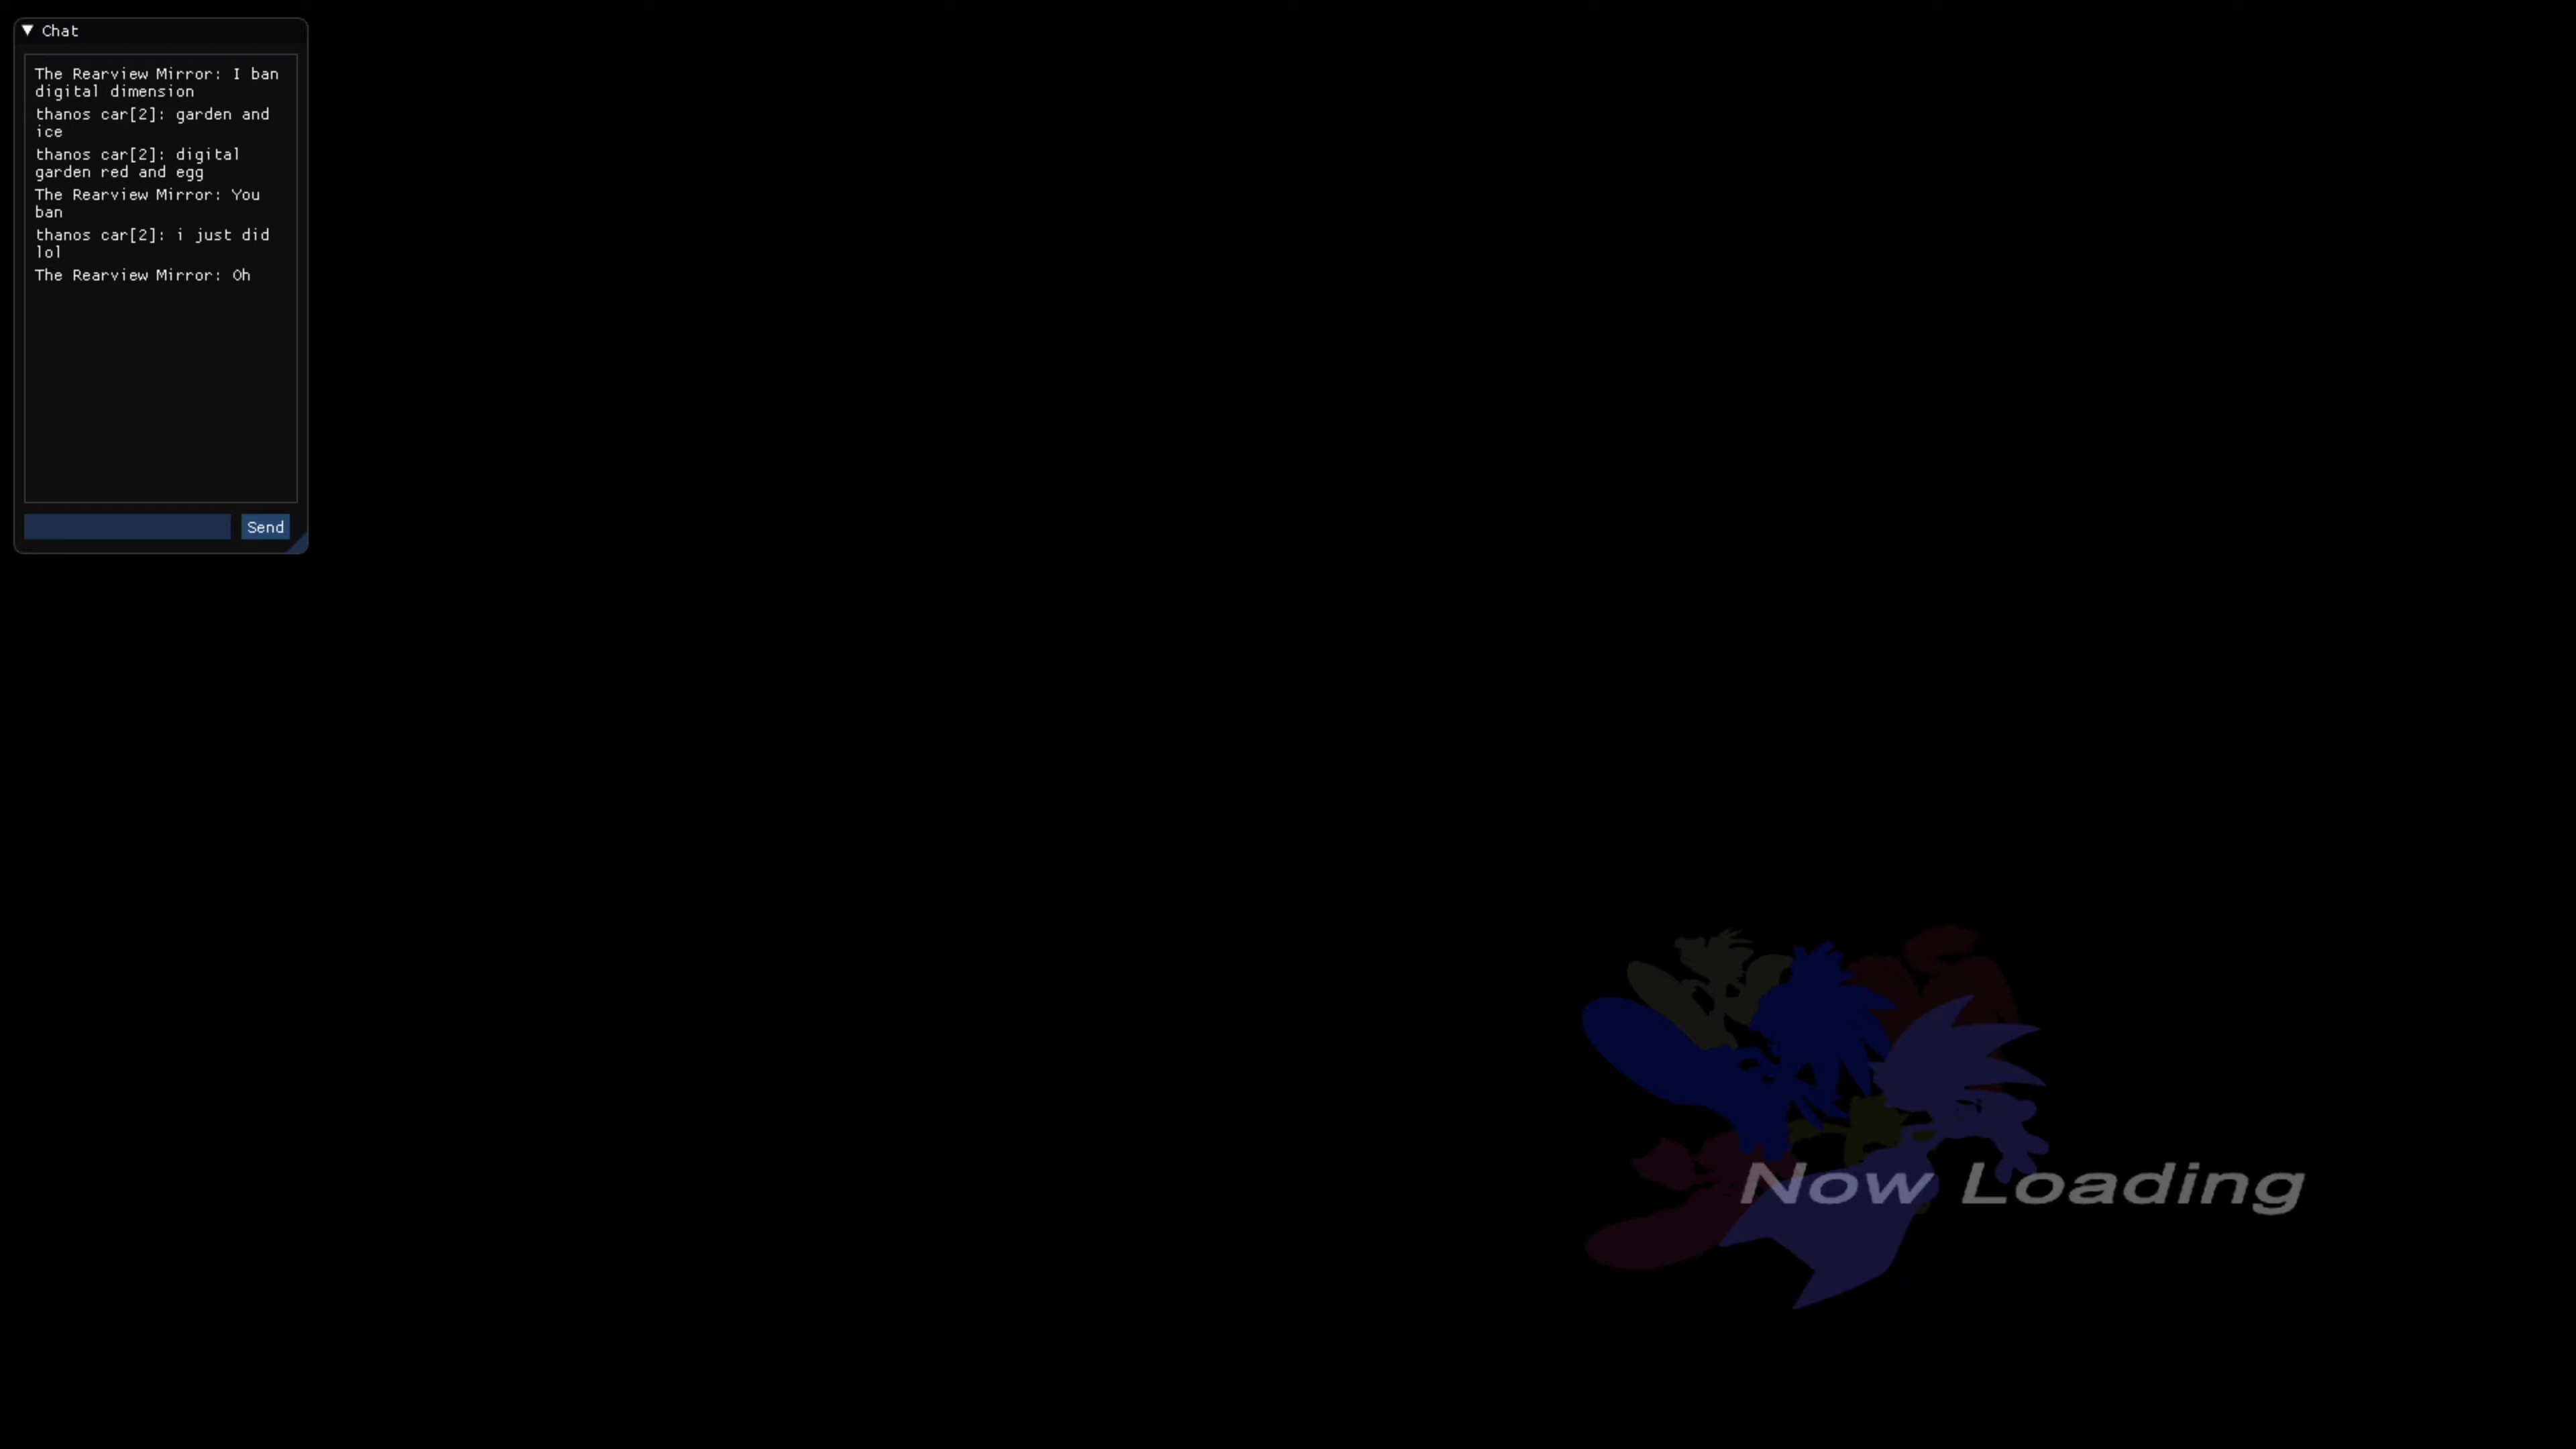 Chat
The Rearview Mirror: I ban
digital dimension
thanos car[2]: garden and
ice
thanos car[2]: digital
garden red and egg
The Rearview Mirror: You
ban
thanos car[2]: i just did
lol
The Rearview Mirror: Oh
Send
Now Loading